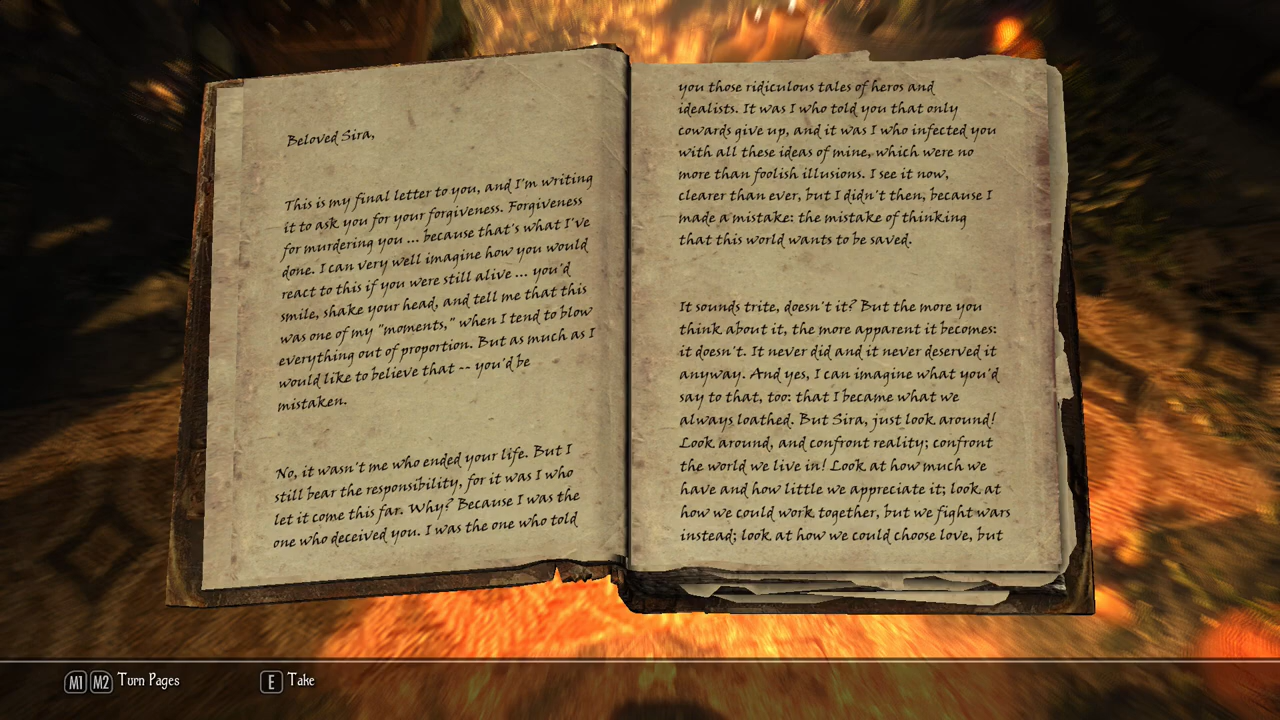 Beloved Sira,
This is my final letter to you, and I'm writing
it to ask you for your forgiveness. Forgiveness
for murdering you ... because that's what I've
done. I can very well imagine how you would
react to this if you were still alive ... you'd
smile, shake your head, and tell me that this
was one of my "moments," when I tend to blow
everything out of proportion. But as much as I
would like to believe that -- you'd be
mistaken.
No, it wasn't me who ended your life. But I
still bear the responsibility, for it was I who
let it come this far. Why? Because I was the
one who deceived you. I was the one who told
you those ridiculous tales of heros and
idealists. It was I who told you that only
cowards give up, and it was I who infected you
with all these ideas of mine, which were no
more than foolish illusions. I see it now,
clearer than ever, but I didn't then, because I
made a mistake: the mistake of thinking
that this world wants to be saved.
It sounds trite, doesn't it? But the more you
think about it, the more apparent it becomes:
it doesn't. It never did and it never deserved it
anyway. And yes, I can imagine what you'd
say to that, too: that I became what we
always loathed. But Sira, just look around!
Look around, and confront reality; confront
the world we live in! Look at how much we
have and how little we appreciate it; look at
how we could work together, but we fight wars
instead; look at how we could choose love, but
M1 M2 Turn Pages
E Take